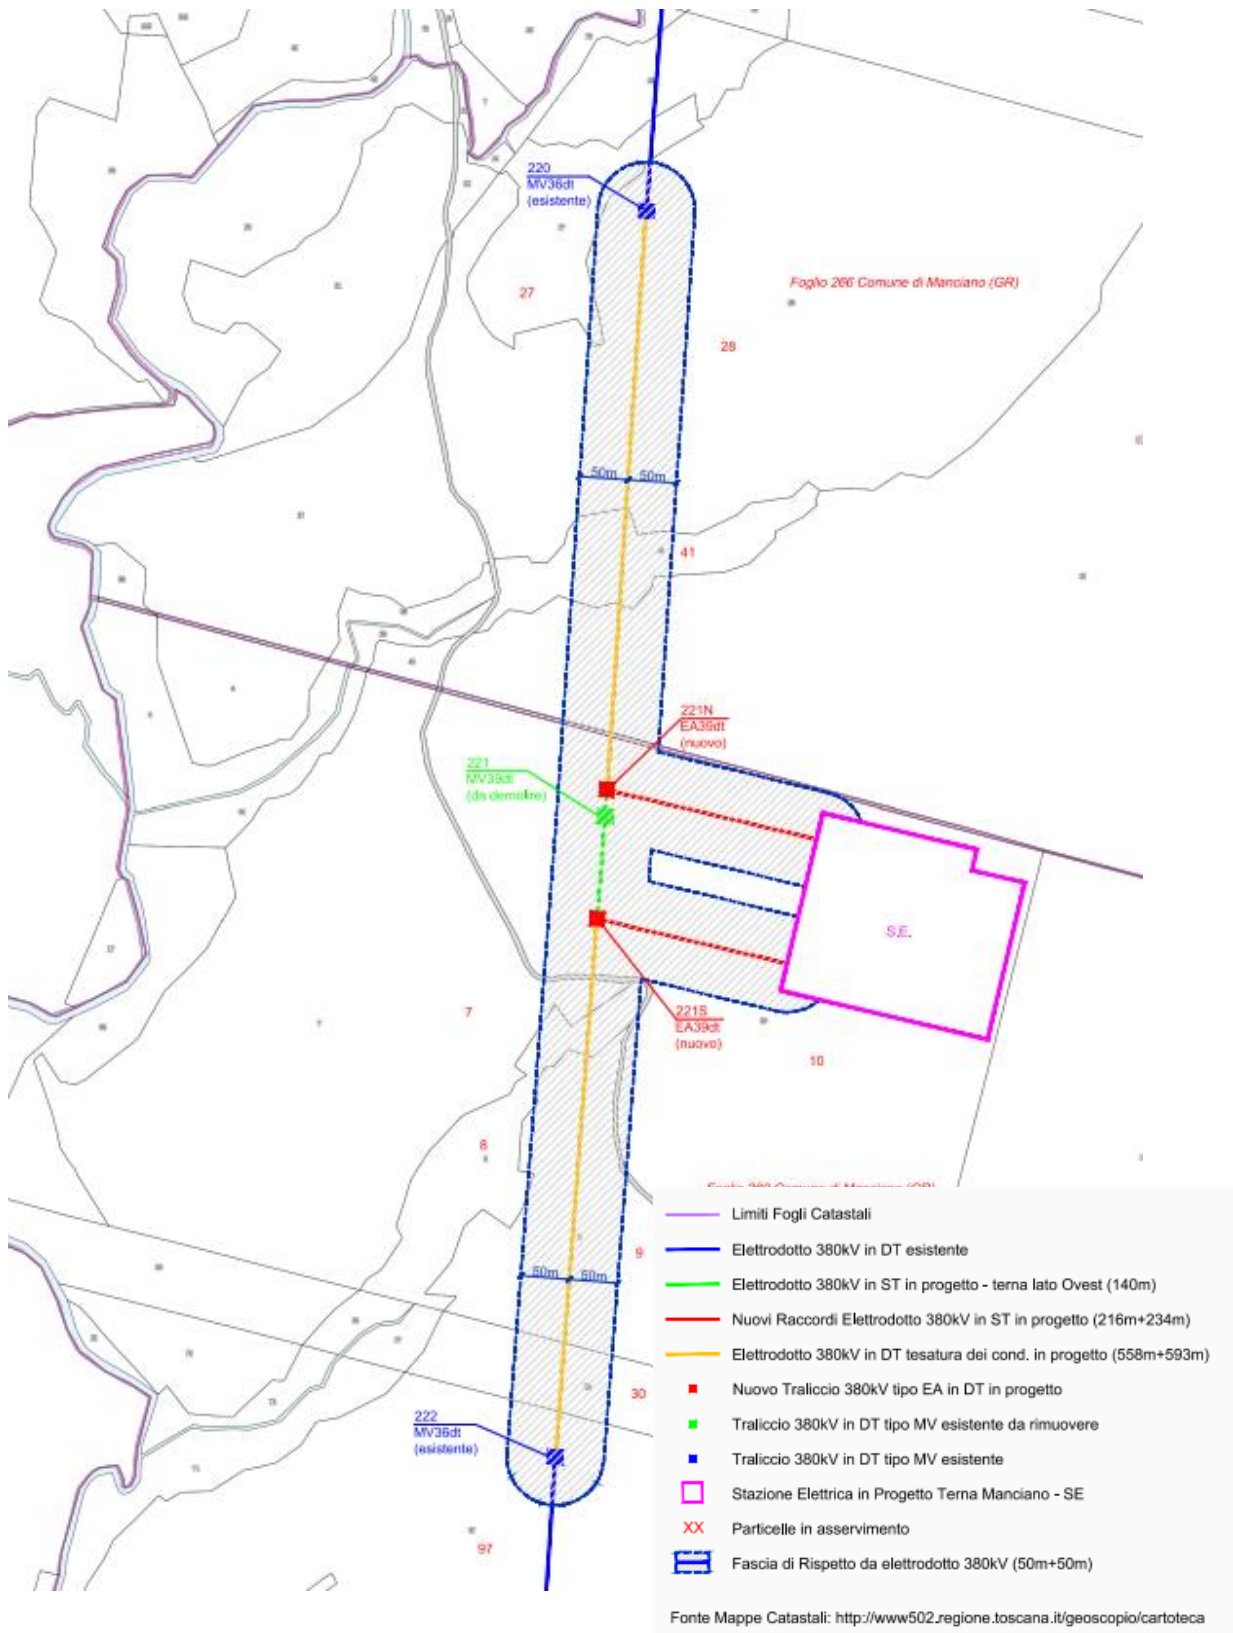 220
MV36dt
(esistente)
Foglio 266 Comune di Manciano (GR)
27
28
50m
50m
41
221N
EA39dt
(nuovo)
221
MV39dt
(da demolire)
S.E.
7
221S
EA39dt
(nuovo)
10
8
9
50m
50m
30
222
MV36dt
(esistente)
97
Limiti Fogli Catastali
Elettrodotto 380kV in DT esistente
Elettrodotto 380kV in ST in progetto - terna lato Ovest (140m)
Nuovi Raccordi Elettrodotto 380kV in ST in progetto (216m+234m)
Elettrodotto 380kV in DT tesatura dei cond. in progetto (558m+593m)
Nuovo Traliccio 380kV tipo EA in DT in progetto
Traliccio 380kV in DT tipo MV esistente da rimuovere
Traliccio 380kV in DT tipo MV esistente
Stazione Elettrica in Progetto Terna Manciano - SE
XX Particelle in asservimento
Fascia di Rispetto da elettrodotto 380kV (50m+50m)
Fonte Mappe Catastali: http://www502.regione.toscana.it/geoscopio/cartoteca